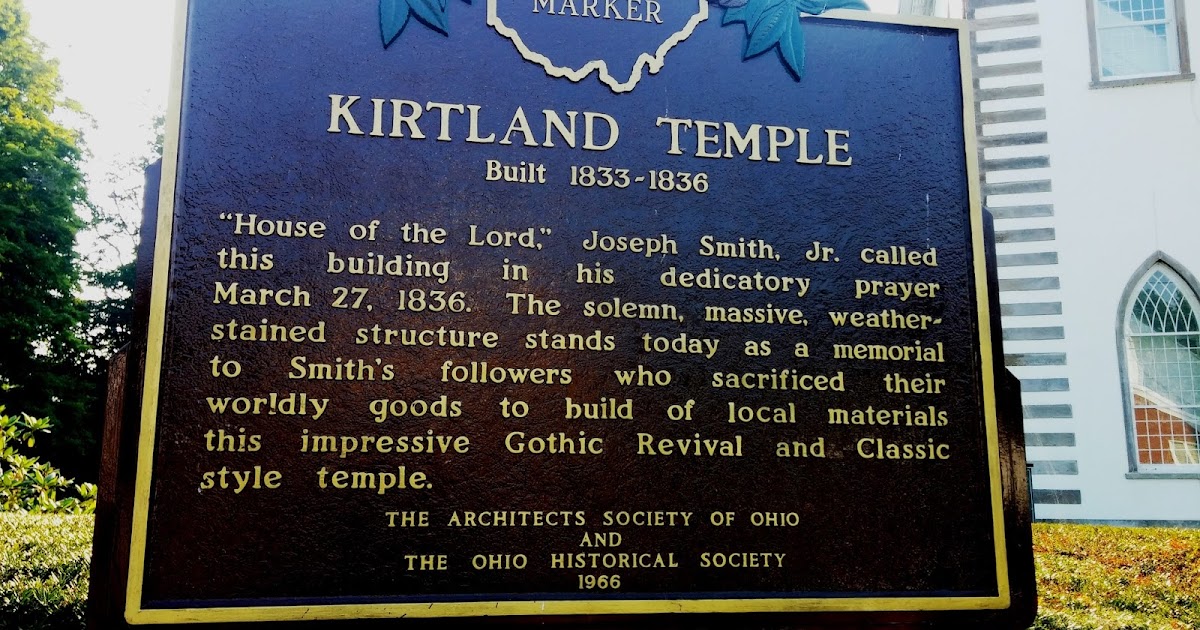 MARKER
KIRTLAND TEMPLE
Built 1833-1836
"House of the Lord," Joseph Smith, Jr. called
this building in his dedicatory prayer
March 27, 1836. The solemn, massive, weather-
stained structure stands today as a memorial
to Smith's followers who sacrificed their
worldly goods to build of local materials
this impressive Gothic Revival and Classic
style temple.
THE ARCHITECTS SOCIETY OF OHIO
AND
THE OHIO HISTORICAL SOCIETY
1966